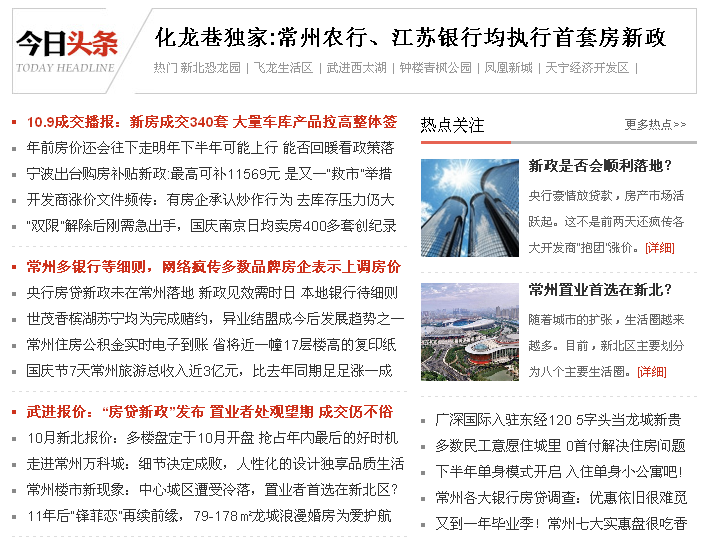 今日头条
TODAY HEADLINE
化龙巷独家:常州农行、江苏银行均执行首套房新政
热门 新北恐龙园 | 飞龙生活区 | 武进西太湖 | 钟楼青枫公园 | 凤凰新城 | 天宁经济开发区 |
10.9成交播报：新房成交340套 大量车库产品拉高整体签
年前房价还会往下走明年下半年可能上行 能否回暖看政策落
宁波出台购房补贴新政:最高可补11569元 是又一“救市”举措
开发商涨价文件频传：有房企承认炒作行为 去库存压力仍大
“双限”解除后刚需急出手，国庆南京日均卖房400多套创纪录
常州多银行等细则，网络疯传多数品牌房企表示上调房价
央行房贷新政未在常州落地 新政见效需时日 本地银行待细则
世茂香槟湖苏宁均为完成赌约，异业结盟成今后发展趋势之一
常州住房公积金实时电子到账 省将近一幢17层楼高的复印纸
国庆节7天常州旅游总收入近3亿元，比去年同期足足涨一成
武进报价：“房贷新政”发布 置业者处观望期 成交仍不俗
10月新北报价：多楼盘定于10月开盘 抢占年内最后的好时机
走进常州万科城：细节决定成败，人性化的设计独享品质生活
常州楼市新现象：中心城区遭受冷落，置业者首选在新北区？
11年后“锋菲恋”再续前缘，79-178㎡龙城浪漫婚房为爱护航
热点关注
更多热点>>
新政是否会顺利落地？
央行豪情放贷款，房产市场活
跃起。这不是前两天还疯传各
大开发商“抱团”涨价。[详细]
常州置业首选在新北？
随着城市的扩张，生活圈越来
越多。目前，新北区主要划分
为八个主要生活圈。[详细]
广深国际入驻东经120 5字头当龙城新贵
多数民工意愿住城里 0首付解决住房问题
下半年单身模式开启 入住单身小公寓吧!
常州各大银行房贷调查：优惠依旧很难觅
又到一年毕业季！常州七大实惠盘很吃香